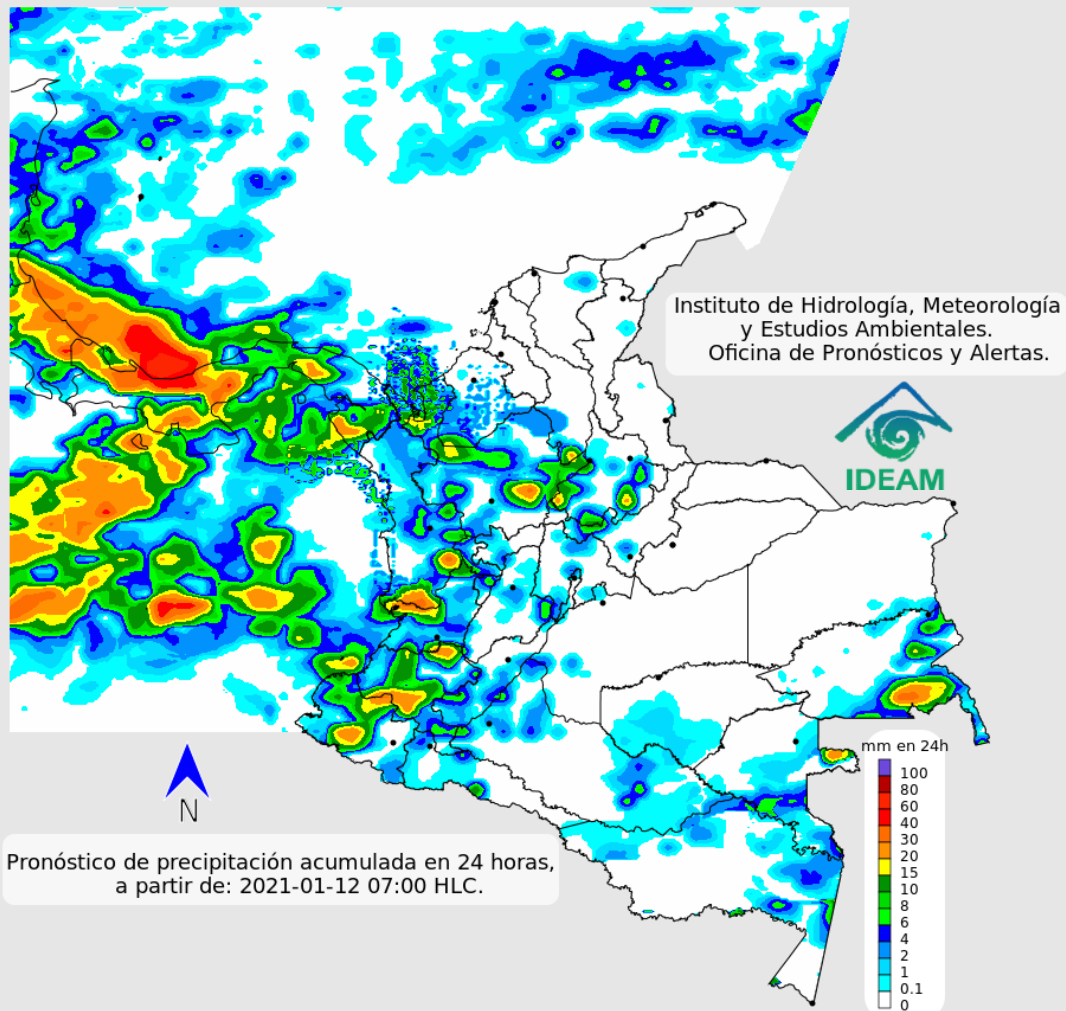 Instituto de Hidrología, Meteorología
y Estudios Ambientales.
Oficina de Pronósticos y Alertas.
IDEAM
mm en 24h
100
80
60
40
30
20
15
10
8
6
4
2
1
0.1
0
N
Pronóstico de precipitación acumulada en 24 horas,
a partir de: 2021-01-12 07:00 HLC.